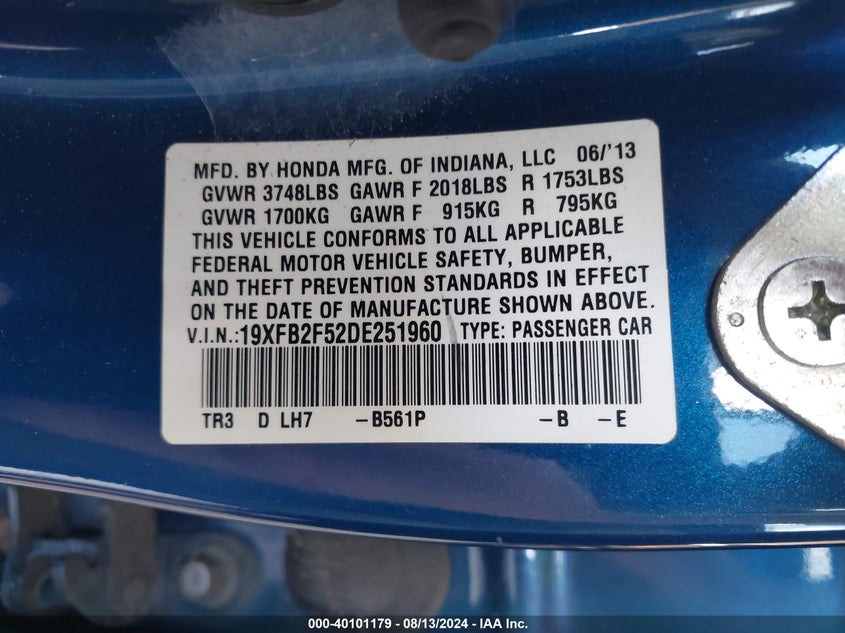 MFD. BY HONDA MFG. OF INDIANA, LLC 06/'13
GVWR 3748LBS GAWR F 2018LBS R 1753LBS
GVWR 1700KG GAWR F 915KG R 795KG
THIS VEHICLE CONFORMS TO ALL APPLICABLE
FEDERAL MOTOR VEHICLE SAFETY, BUMPER,
AND THEFT PREVENTION STANDARDS IN EFFECT
ON THE DATE OF MANUFACTURE SHOWN ABOVE.
V.I.N.:19XFB2F52DE251960 TYPE: PASSENGER CAR
TR3 D LH7 -B561P -B -E
000-40101179 - 08/13/2024 - IAA Inc.